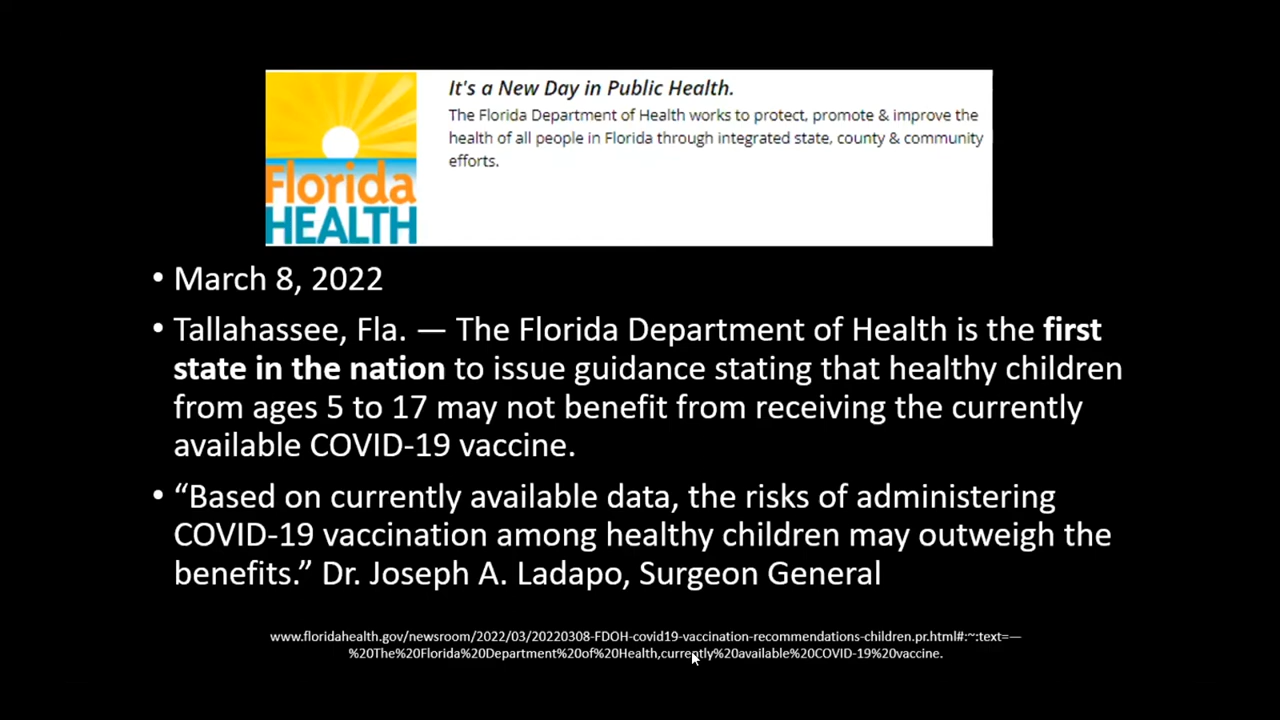 It's a New Day in Public Health.
The Florida Department of Health works to protect, promote & improve the
health of all people in Florida through integrated state, county & community
efforts.
Florida
HEALTH
• March 8, 2022
• Tallahassee, Fla. — The Florida Department of Health is the first
state in the nation to issue guidance stating that healthy children
from ages 5 to 17 may not benefit from receiving the currently
available COVID-19 vaccine.
• “Based on currently available data, the risks of administering
COVID-19 vaccination among healthy children may outweigh the
benefits.” Dr. Joseph A. Ladapo, Surgeon General
www.floridahealth.gov/newsroom/2022/03/20220308-FDOH-covid19-vaccination-recommendations-children.pr.html#:~:text=—
%20The%20Florida%20Department%20of%20Health,currently%20available%20COVID-19%20vaccine.